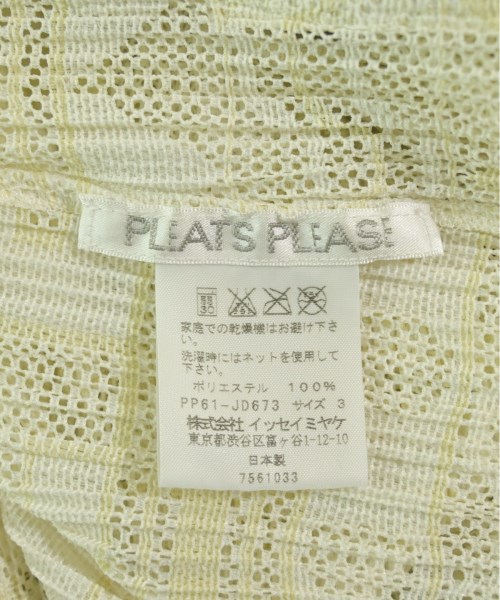 PLEATS PLEASE
弱
30
家庭での乾燥機はお避け下さ
い。
洗濯時にはネットを使用して
下さい。
ポリエステル 100%
PP61-JD673 サイズ 3
株式会社 イッセイミヤケ
東京都渋谷区富ヶ谷1-12-10
日本製
7561033